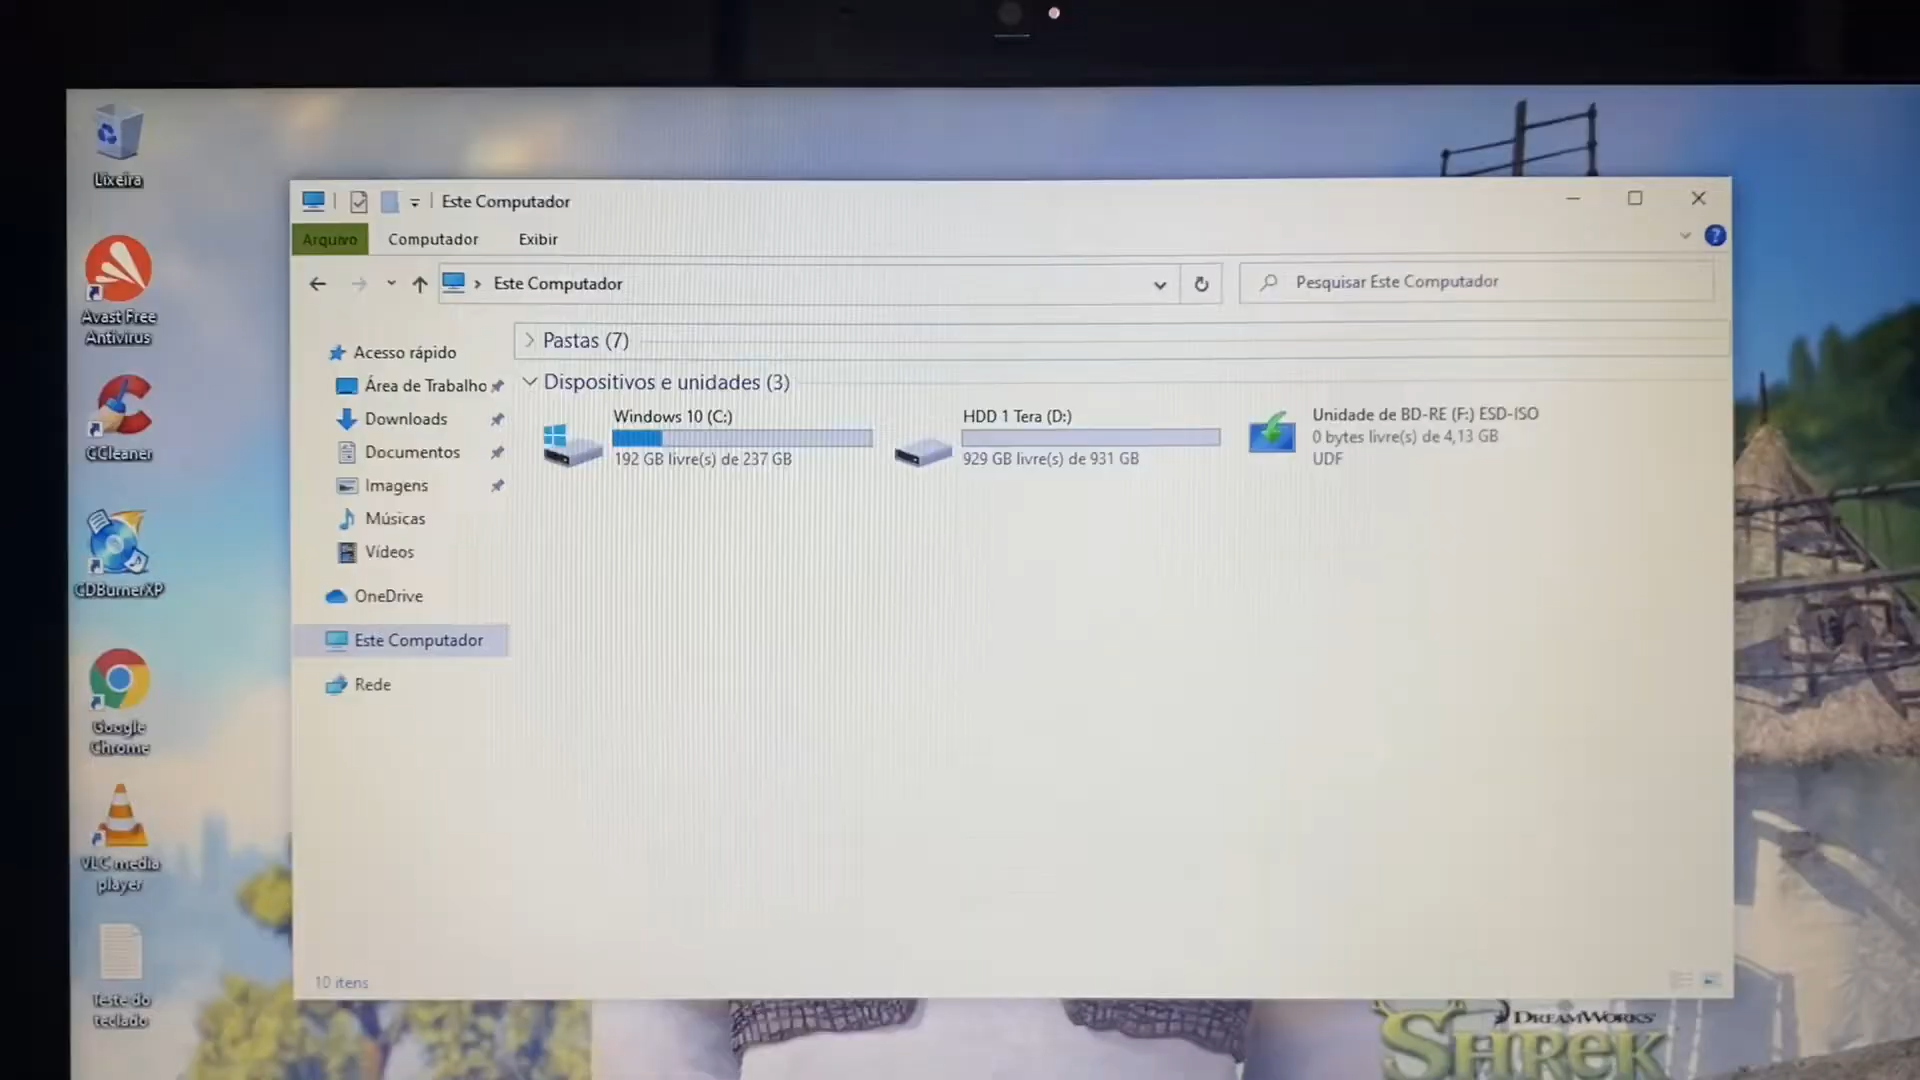 Lixeira
Avast Free
Antivirus
CCleaner
CDBurnerXP
Google
Chrome
VLC media
player
Teste do
teclado
Este Computador
Arquivo
Computador
Exibir
?
Este Computador
Pesquisar Este Computador
Acesso rápido
Área de Trabalho
Downloads
Documentos
Imagens
Músicas
Vídeos
OneDrive
Este Computador
Rede
Pastas (7)
Dispositivos e unidades (3)
Windows 10 (C:)
192 GB livre(s) de 237 GB
HDD 1 Tera (D:)
929 GB livre(s) de 931 GB
Unidade de BD-RE (F:) ESD-ISO
0 bytes livre(s) de 4,13 GB
UDF
10 itens
DREAMWORKS
SHREK